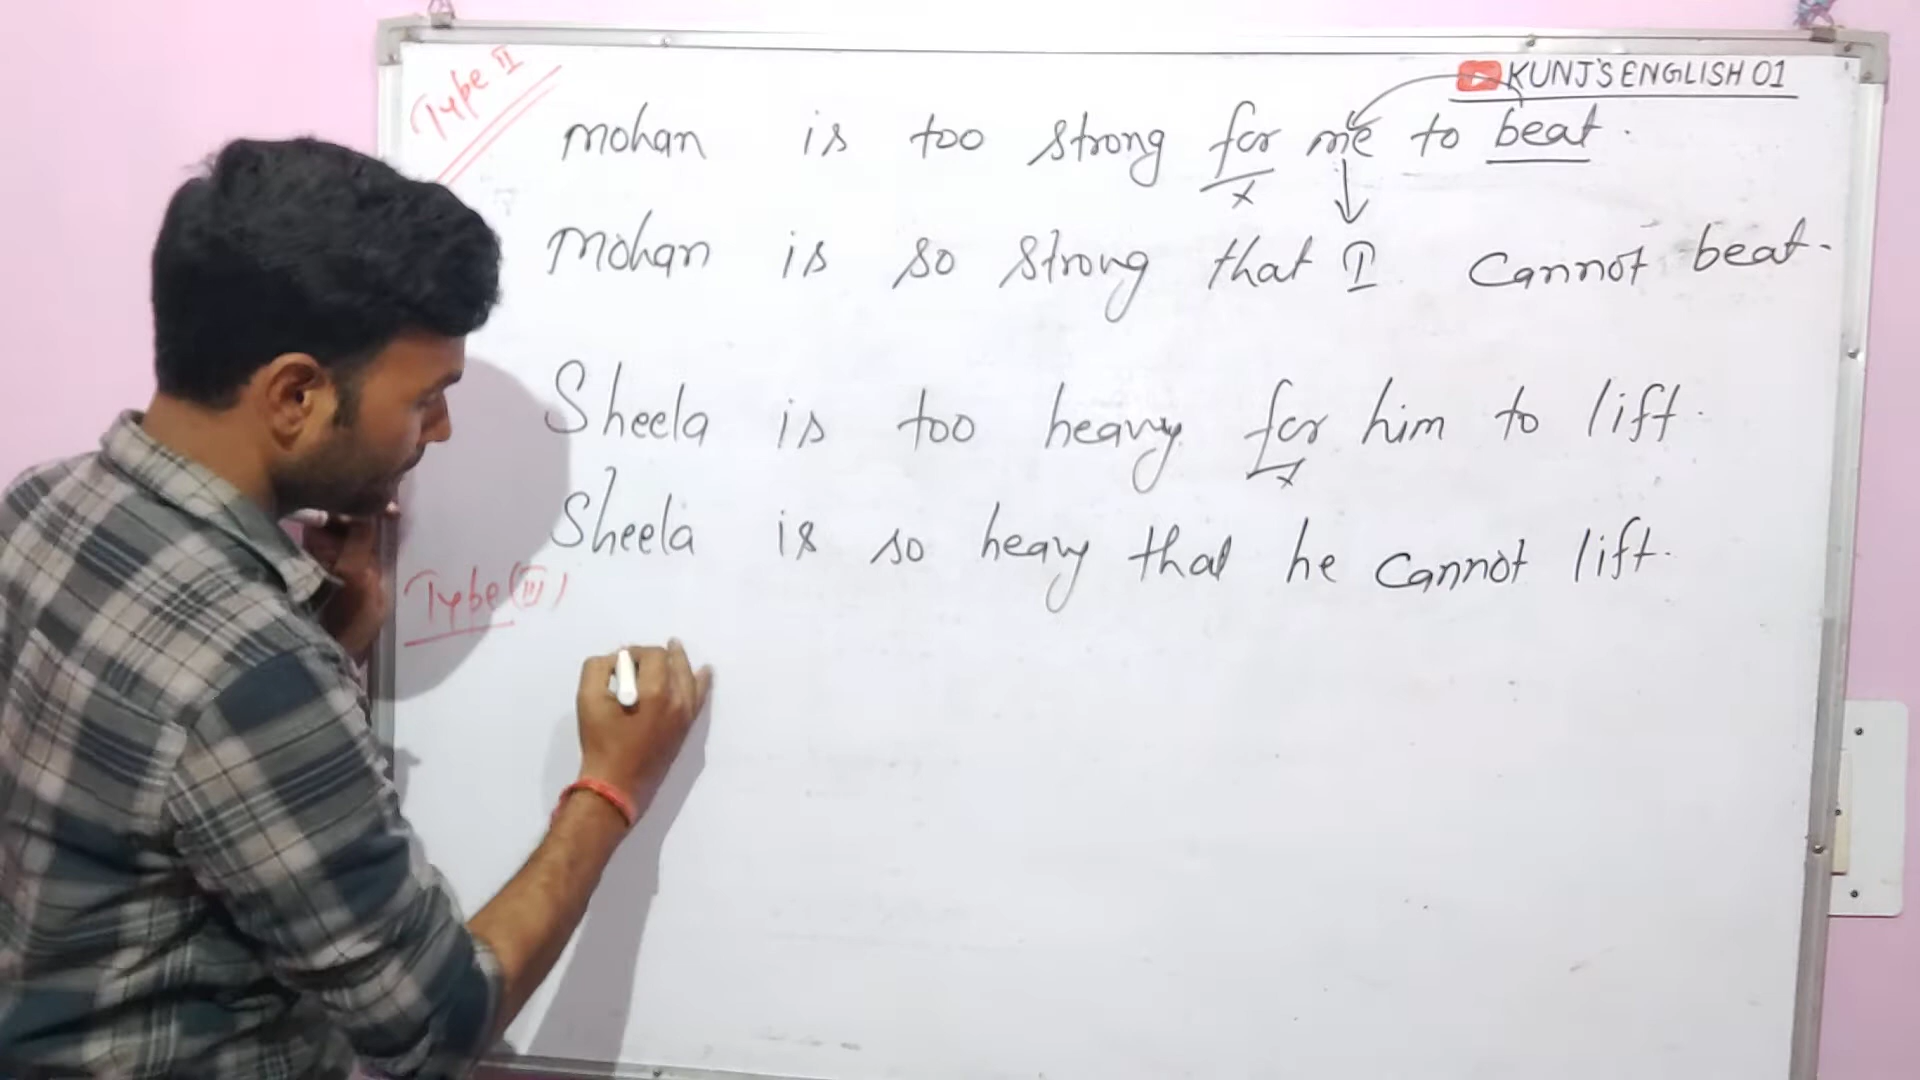 Type II
KUNJ'S ENGLISH 01
Mohan is too strong for me to beat.
x
Mohan is so strong that I cannot beat.
Sheela is too heavy for him to lift.
x
Sheela is so heavy that he cannot lift.
Type (III)